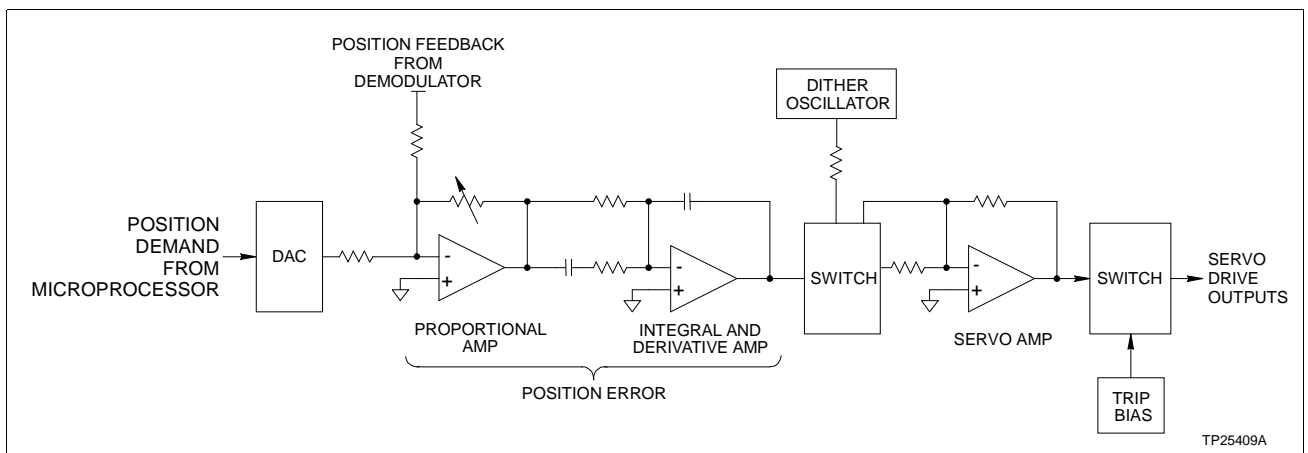 POSITION FEEDBACK
FROM
DEMODULATOR
DITHER
OSCILLATOR
POSITION
DEMAND
FROM
MICROPROCESSOR
DAC
-
+
PROPORTIONAL
AMP
-
+
INTEGRAL AND
DERIVATIVE AMP
POSITION ERROR
SWITCH
-
+
SERVO AMP
SWITCH
SERVO
DRIVE
OUTPUTS
TRIP
BIAS
TP25409A